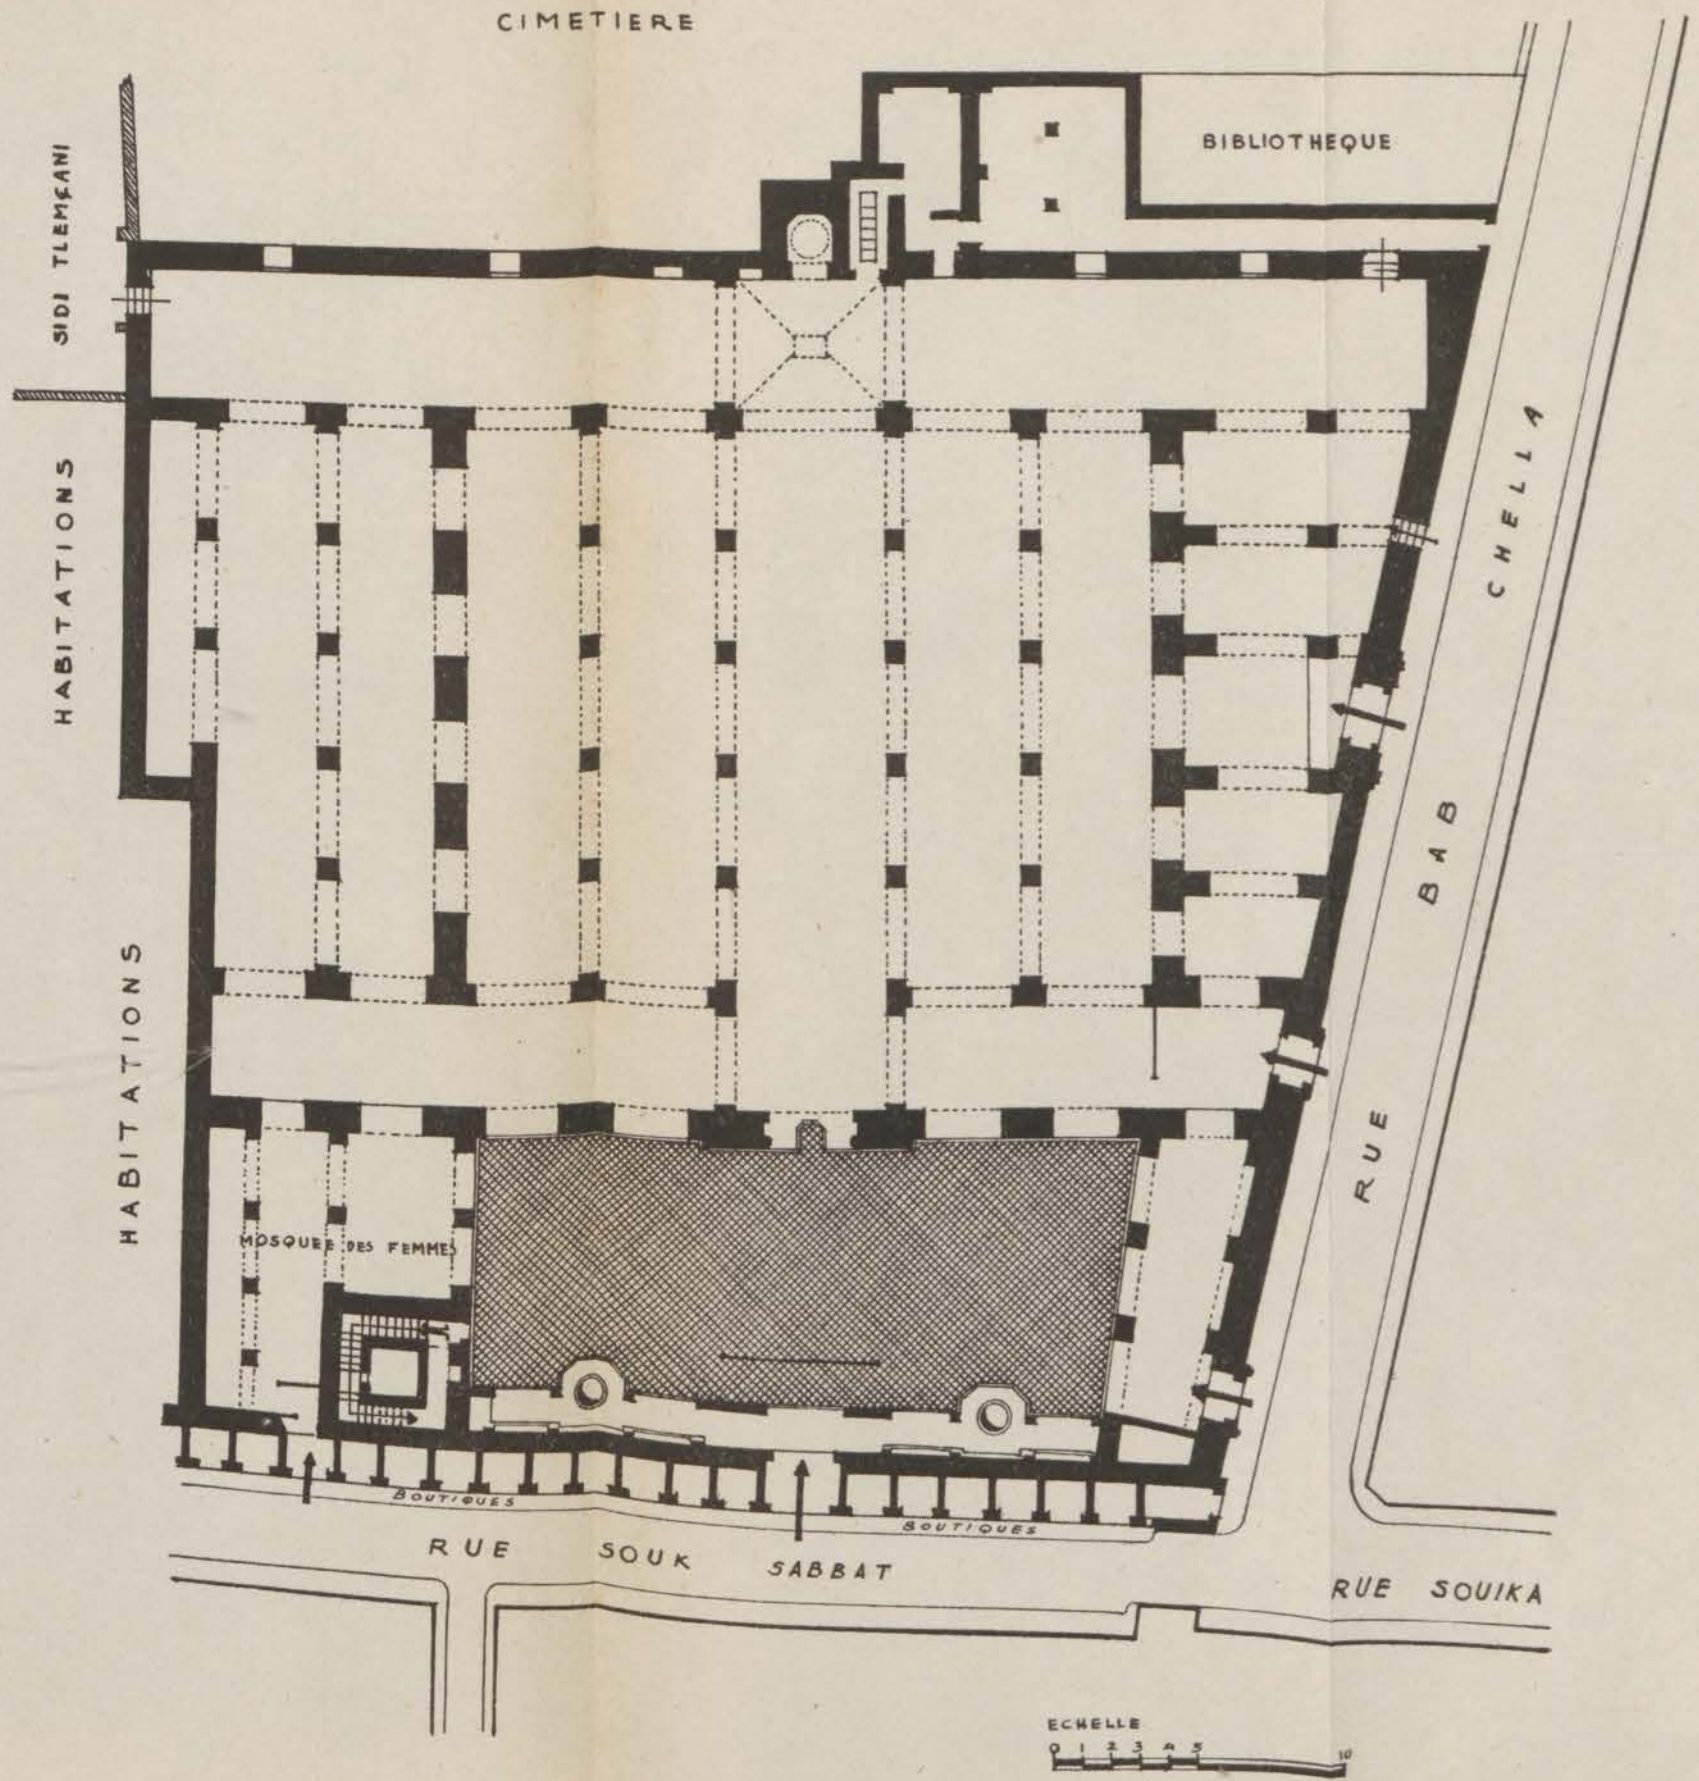 CIMETIERE
BIBLIOTHEQUE
SIDI TLEMÇANI
HABITATIONS
HABITATIONS
RUE BAB CHELLA
MOSQUEE DES FEMMES
BOUTIQUES
BOUTIQUES
RUE SOUK SABBAT
RUE SOUIKA
ECHELLE
0 1 2 3 4 5 10